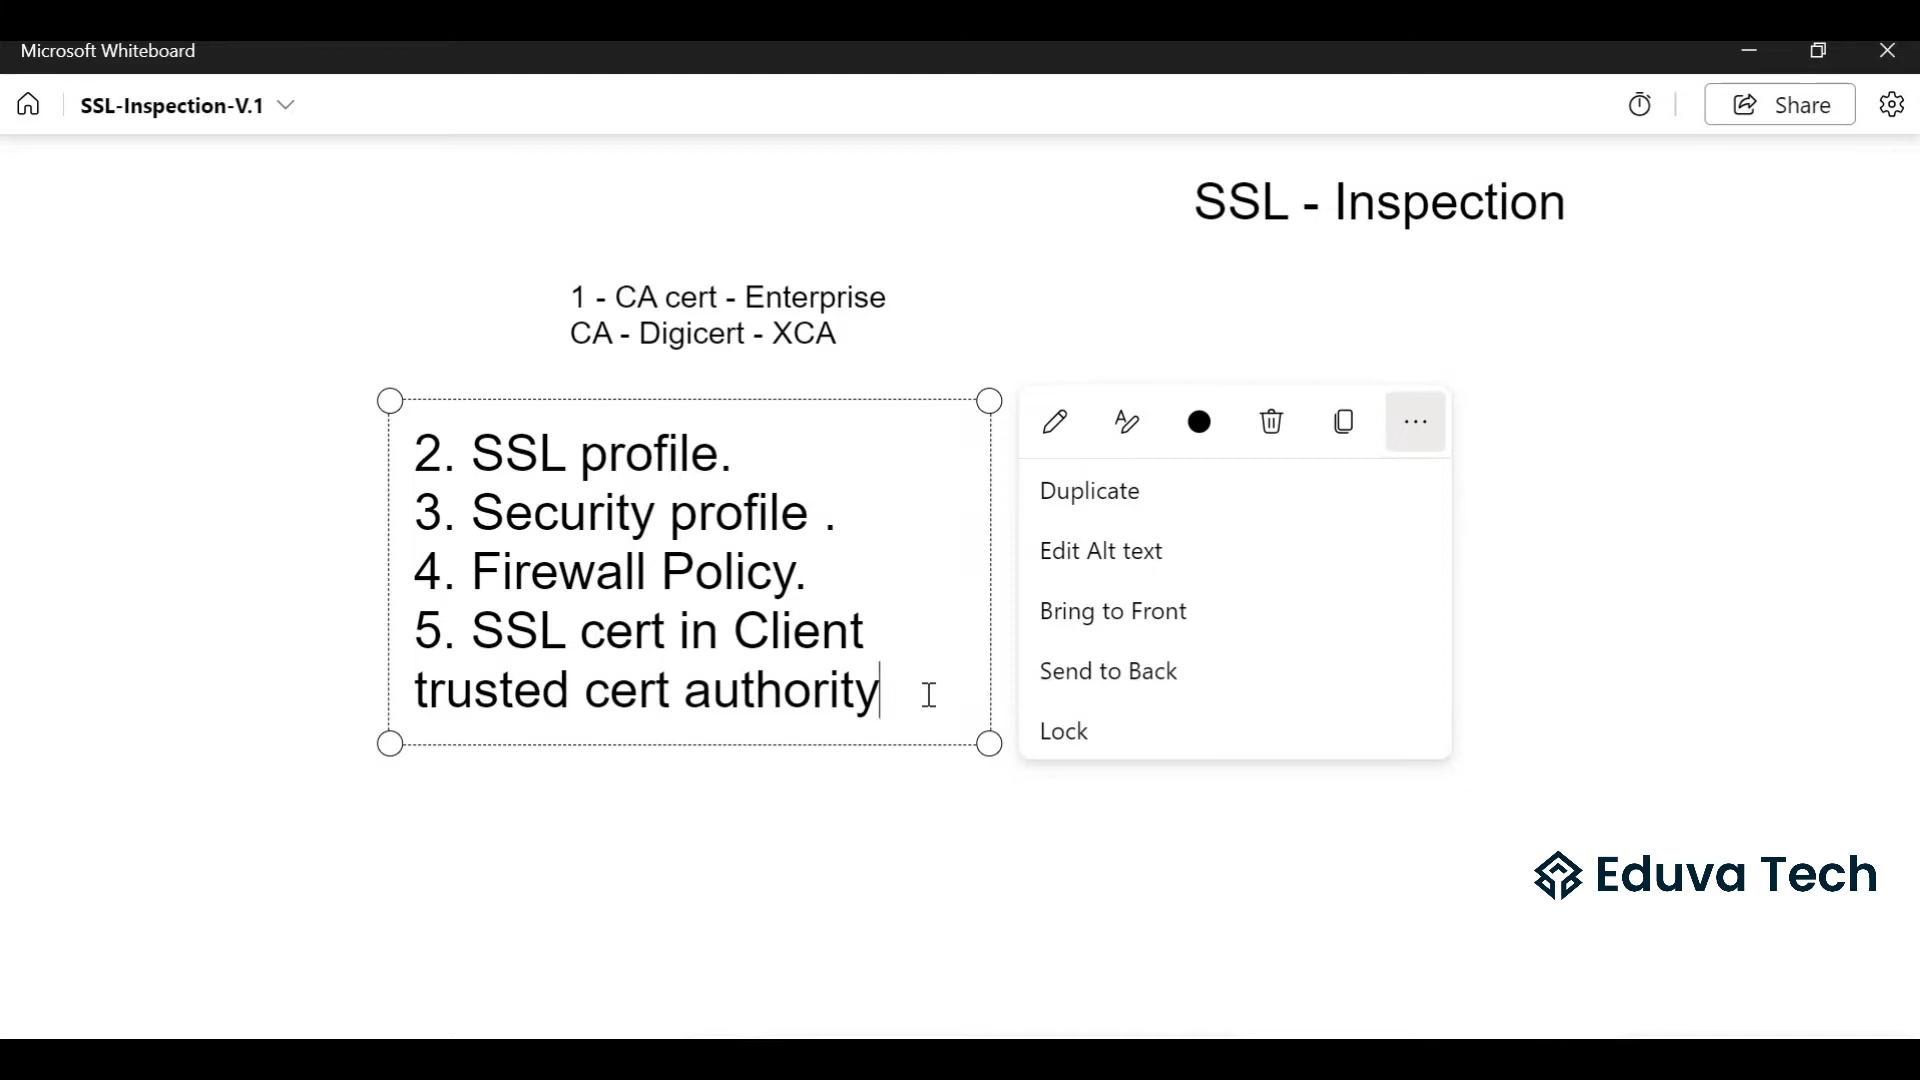 Microsoft Whiteboard
SSL-Inspection-V.1
Share
SSL - Inspection
1 - CA cert - Enterprise
CA - Digicert - XCA
2. SSL profile.
3. Security profile .
4. Firewall Policy.
5. SSL cert in Client
trusted cert authority
Duplicate
Edit Alt text
Bring to Front
Send to Back
Lock
Eduva Tech